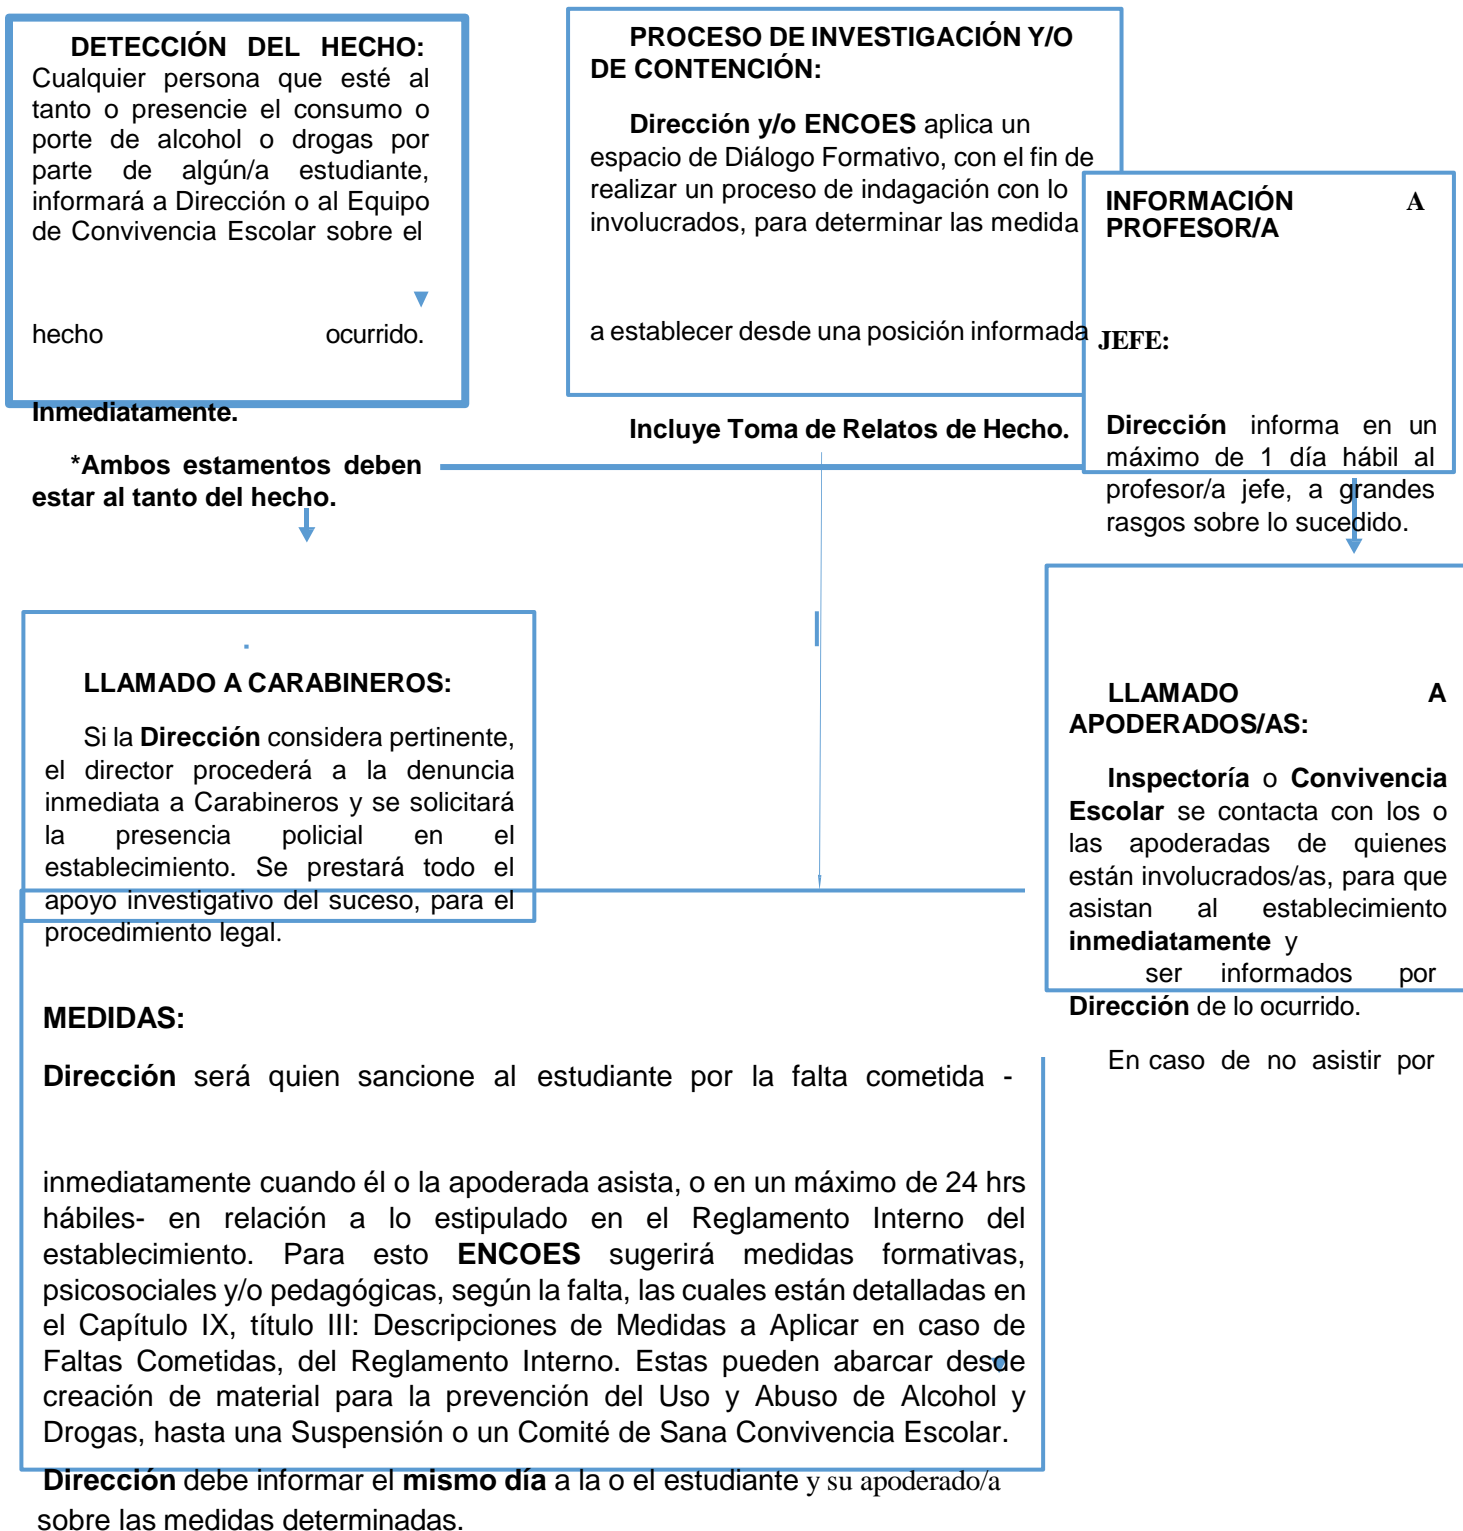 DETECCIÓN DEL HECHO:
Cualquier persona que esté al
tanto o presencie el consumo o
porte de alcohol o drogas por
parte de algún/a estudiante,
informará a Dirección o al Equipo
de Convivencia Escolar sobre el
hecho ocurrido.
Inmediatamente.
*Ambos estamentos deben
estar al tanto del hecho.
PROCESO DE INVESTIGACIÓN Y/O
DE CONTENCIÓN:
Dirección y/o ENCOES aplica un
espacio de Diálogo Formativo, con el fin de
realizar un proceso de indagación con lo
involucrados, para determinar las medida
a establecer desde una posición informada
Incluye Toma de Relatos de Hecho.
INFORMACIÓN A
PROFESOR/A
JEFE:
Dirección informa en un
máximo de 1 día hábil al
profesor/a jefe, a grandes
rasgos sobre lo sucedido.
LLAMADO A CARABINEROS:
Si la Dirección considera pertinente,
el director procederá a la denuncia
inmediata a Carabineros y se solicitará
la presencia policial en el
establecimiento. Se prestará todo el
apoyo investigativo del suceso, para el
procedimiento legal.
LLAMADO A
APODERADOS/AS:
Inspectoría o Convivencia
Escolar se contacta con los o
las apoderadas de quienes
están involucrados/as, para que
asistan al establecimiento
inmediatamente y
ser informados por
Dirección de lo ocurrido.
En caso de no asistir por
MEDIDAS:
Dirección será quien sancione al estudiante por la falta cometida -
inmediatamente cuando él o la apoderada asista, o en un máximo de 24 hrs
hábiles- en relación a lo estipulado en el Reglamento Interno del
establecimiento. Para esto ENCOES sugerirá medidas formativas,
psicosociales y/o pedagógicas, según la falta, las cuales están detalladas en
el Capítulo IX, título III: Descripciones de Medidas a Aplicar en caso de
Faltas Cometidas, del Reglamento Interno. Estas pueden abarcar desde
creación de material para la prevención del Uso y Abuso de Alcohol y
Drogas, hasta una Suspensión o un Comité de Sana Convivencia Escolar.
Dirección debe informar el mismo día a la o el estudiante y su apoderado/a
sobre las medidas determinadas.